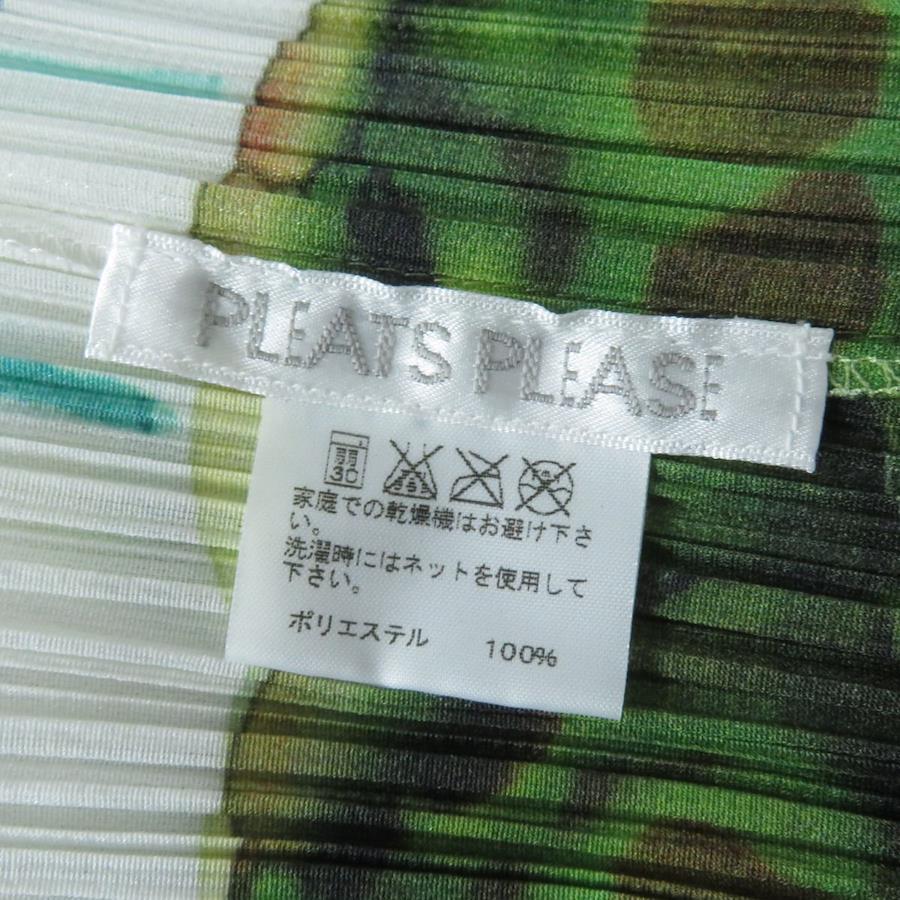 PLEATS PLEASE
弱
30
家庭での乾燥機はお避け下さ
い。
洗濯時にはネットを使用して
下さい。
ポリエステル 100%